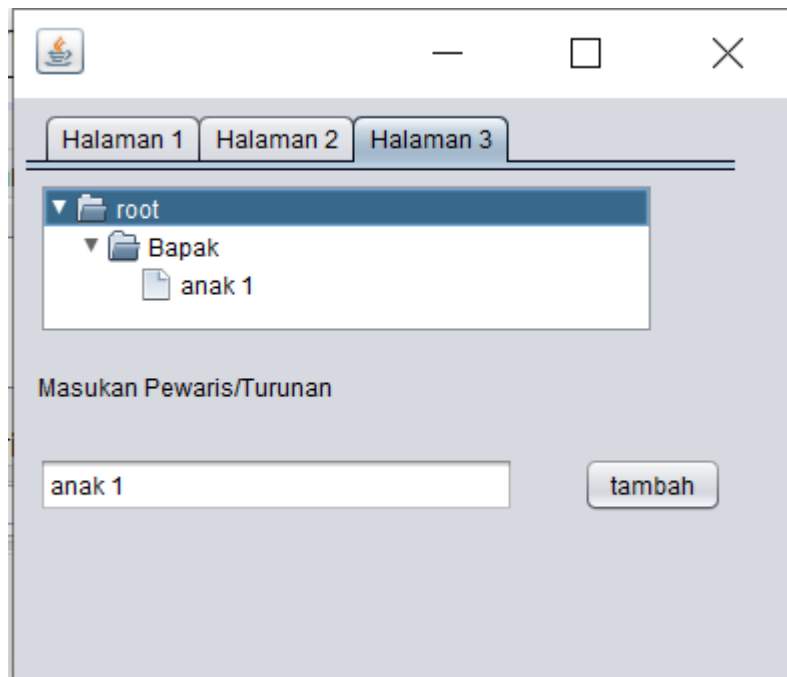 Halaman 1 Halaman 2 Halaman 3
root
Bapak
anak 1
Masukan Pewaris/Turunan
anak 1 tambah